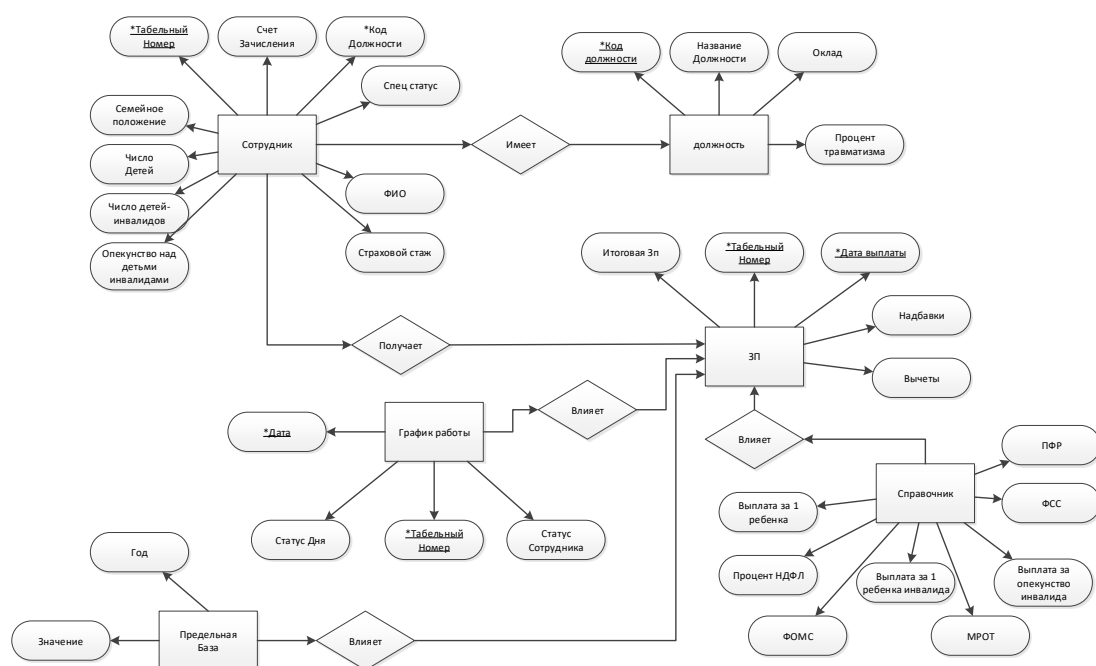 *Табельный
Номер
Счет
Зачисления
*Код
Должности
Спец статус
Семейное
положение
Сотрудник
Число
Детей
Число детей-
инвалидов
Опекунство над
детьми
инвалидами
ФИО
Страховой стаж
Имеет
*Код
должности
Название
Должности
Оклад
должность
Процент
травматизма
Итоговая Зп
*Табельный
Номер
*Дата выплаты
Надбавки
Получает
ЗП
Вычеты
Влияет
*Дата
График работы
Влияет
Статус Дня
*Табельный
Номер
Статус
Сотрудника
ПФР
Справочник
ФСС
Выплата за 1
ребенка
Процент НДФЛ
Выплата за 1
ребенка инвалида
Выплата за
опекунство
инвалида
ФОМС
МРОТ
Год
Значение
Предельная
База
Влияет